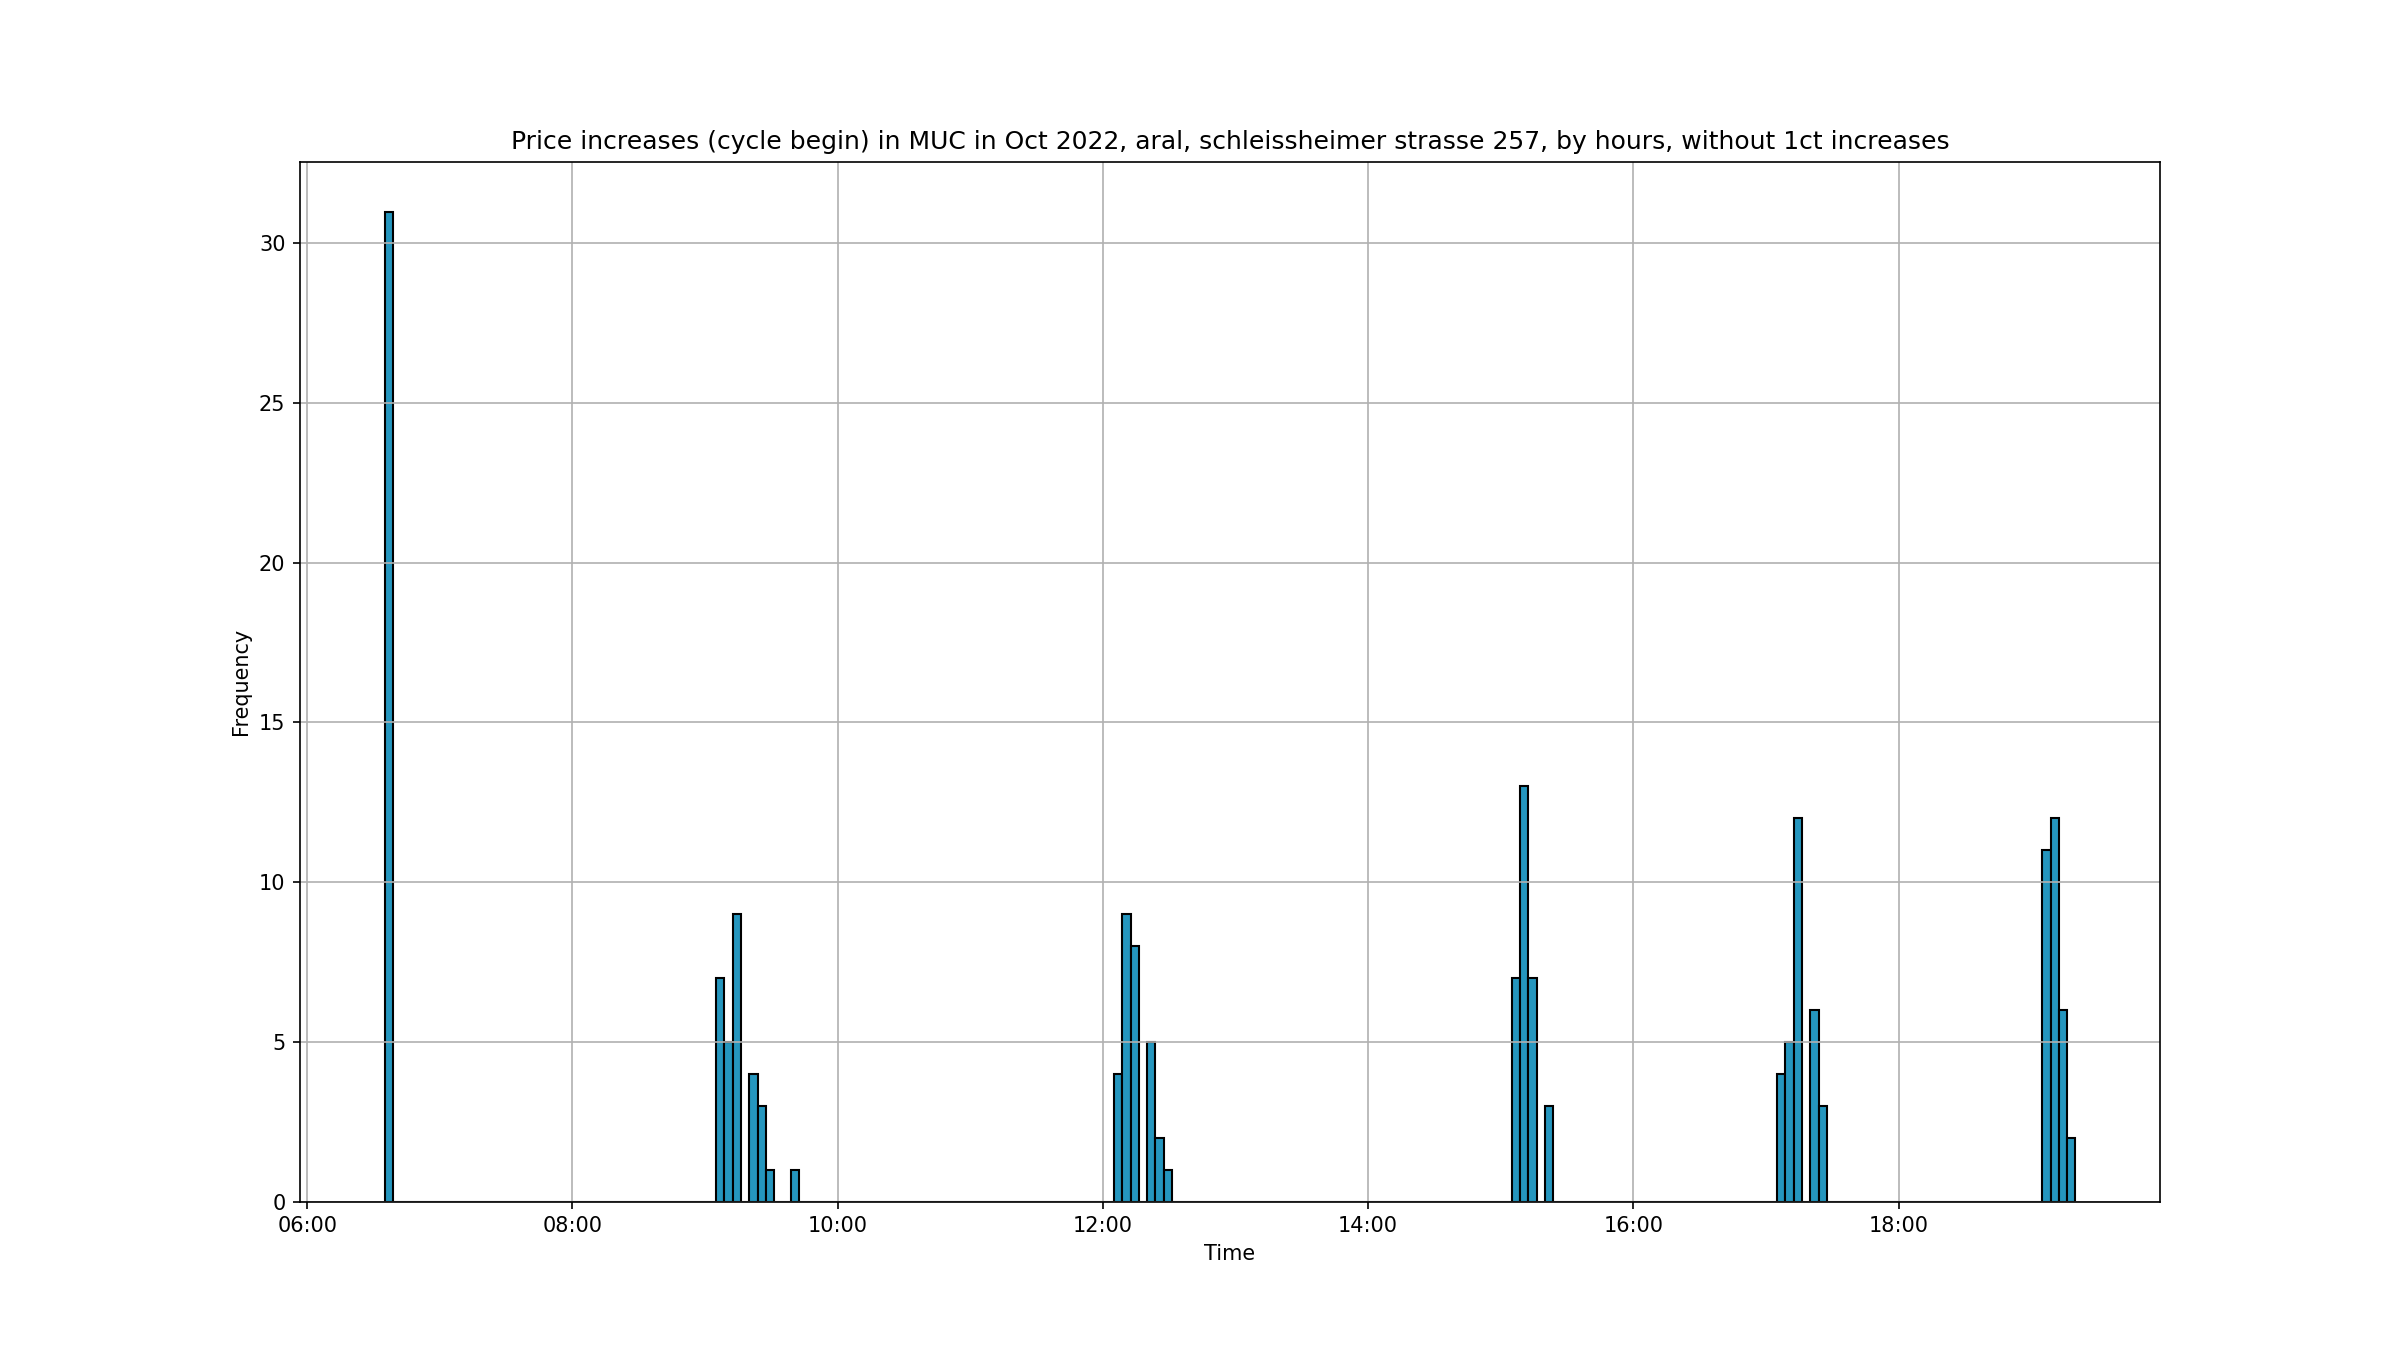 Price increases (cycle begin) in MUC in Oct 2022, aral, schleissheimer strasse 257, by hours, without 1ct increases
30
25
20
15
10
5
0
Frequency
06:00 08:00 10:00 12:00 14:00 16:00 18:00
Time